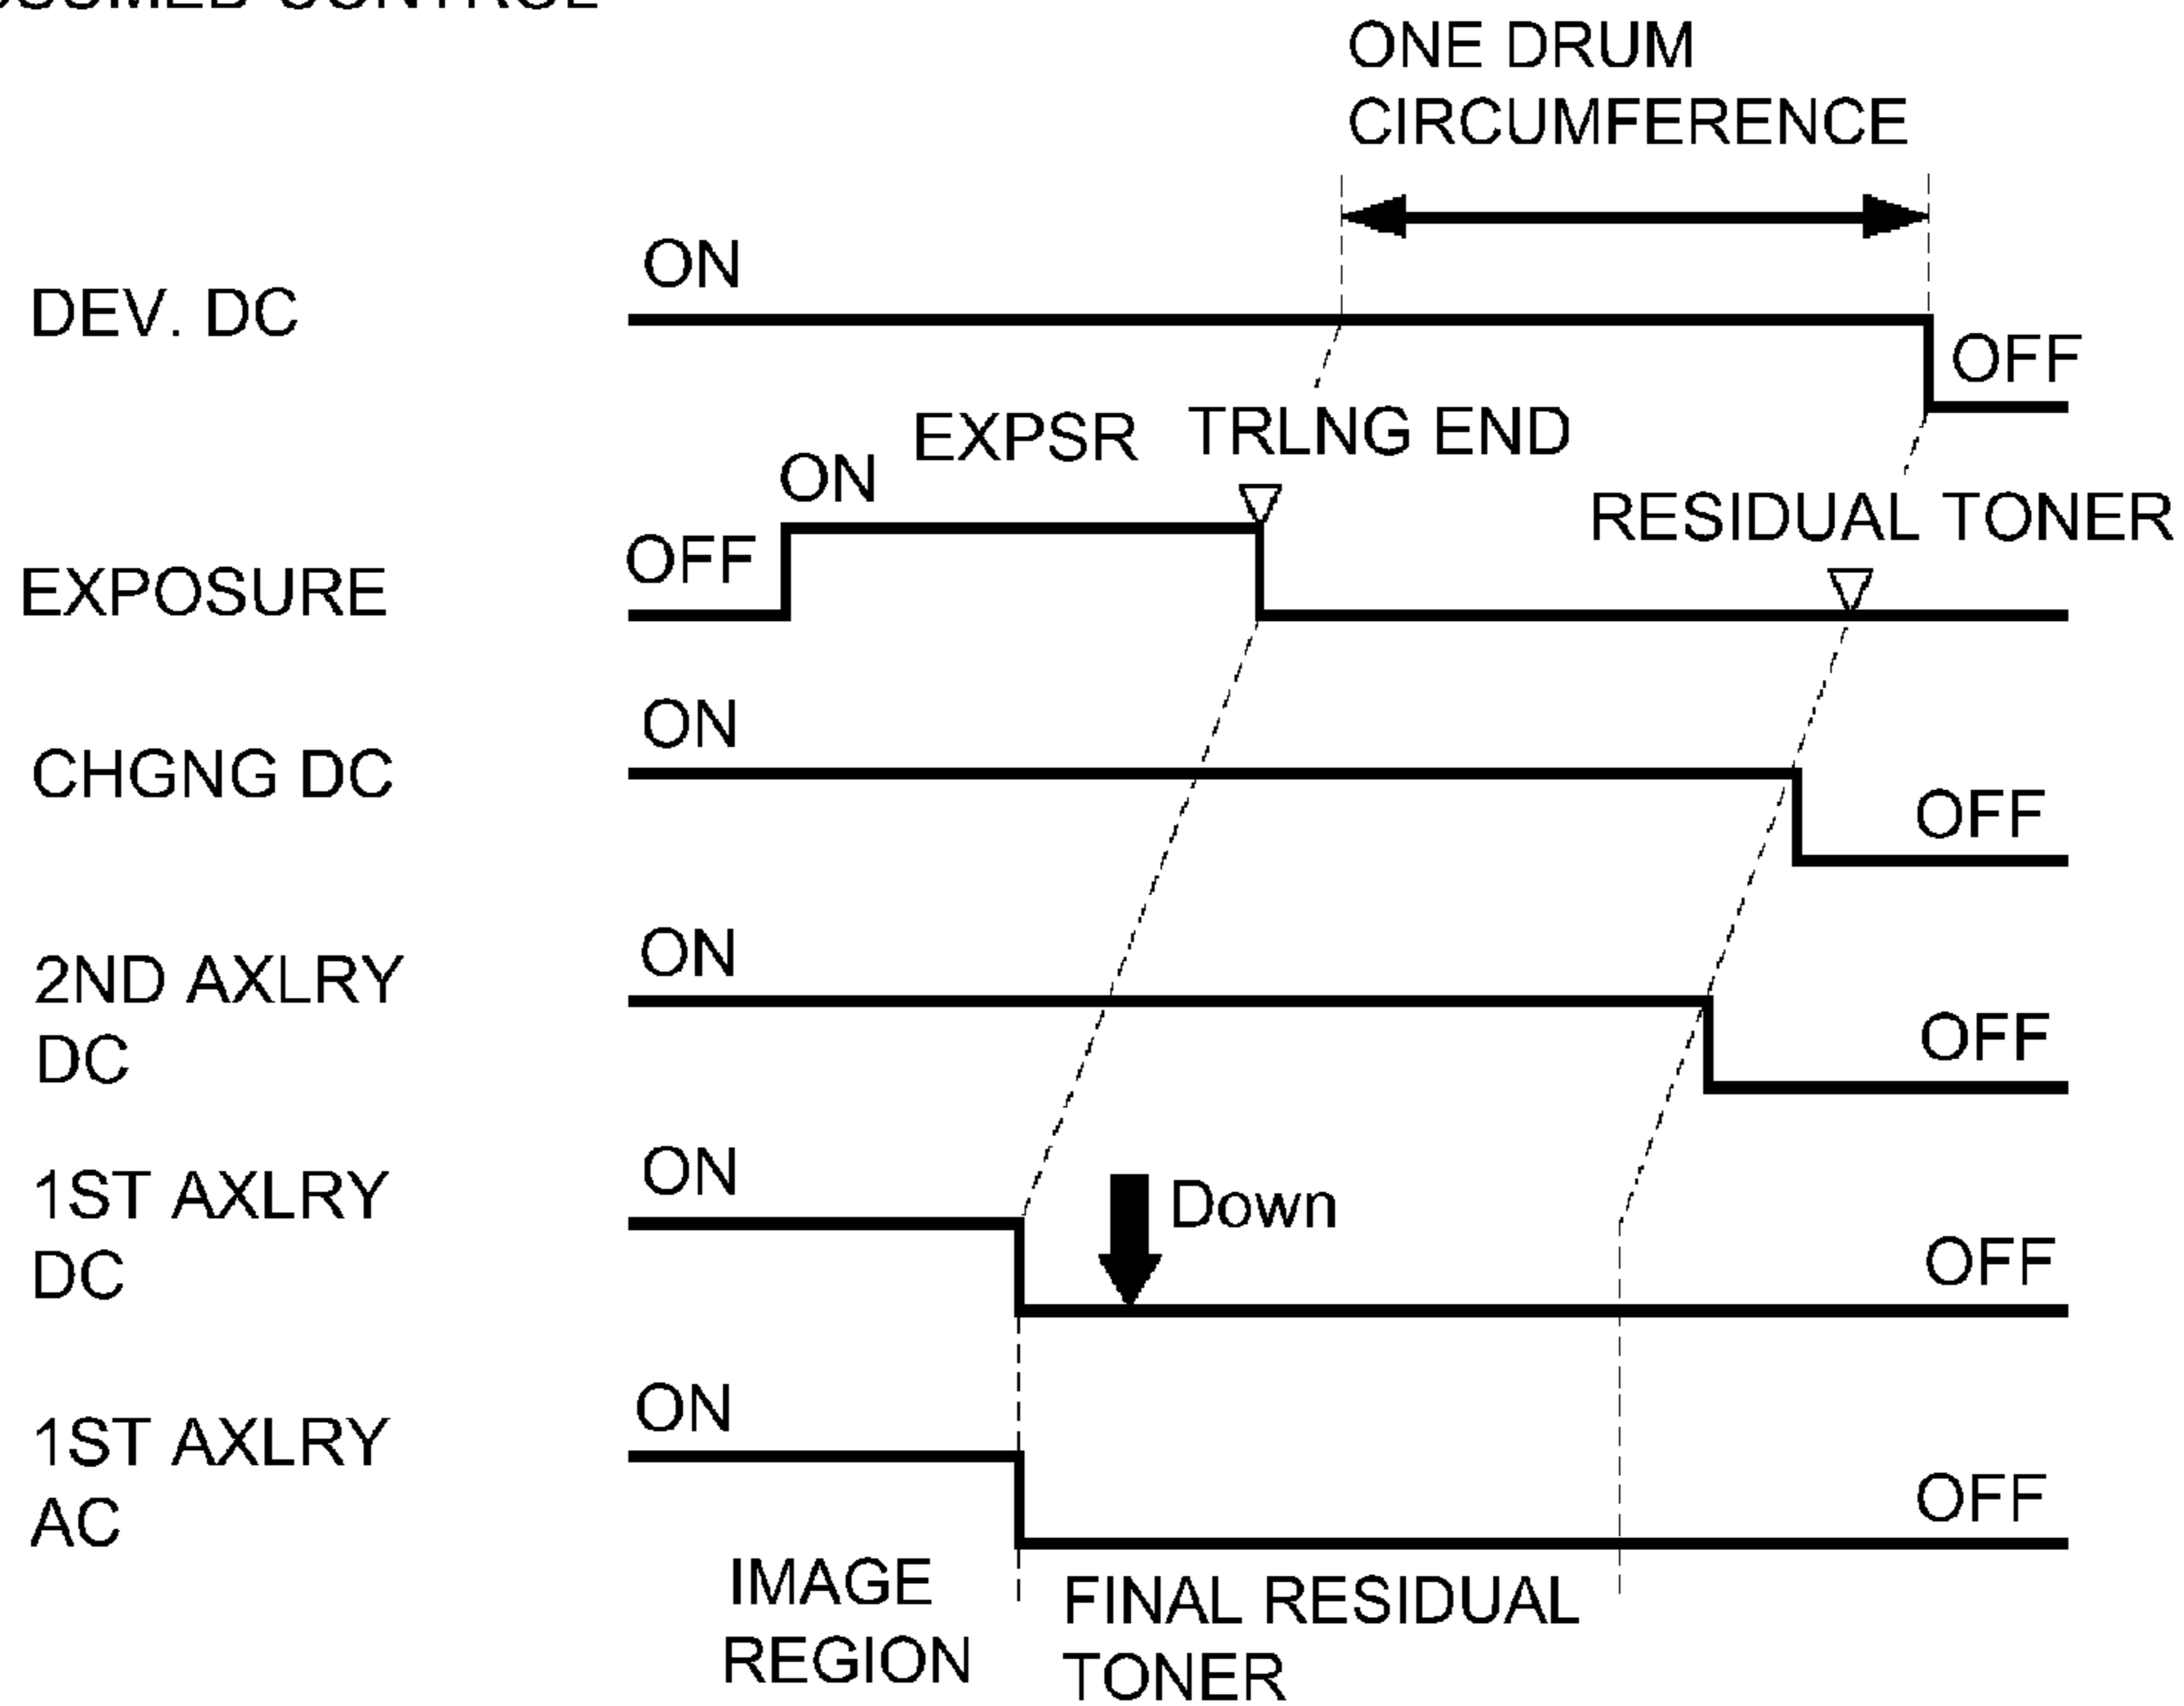 CONTROL
ONE DRUM
CIRCUMFERENCE
ON
DEV. DC
OFF
EXPSR TRLNG END
ON
RESIDUAL TONER
OFF
EXPOSURE
ON
CHGNG DC
OFF
ON
2ND AXLRY
DC
OFF
ON
1ST AXLRY
DC
Down
OFF
ON
1ST AXLRY
AC
OFF
IMAGE
REGION
FINAL RESIDUAL
TONER